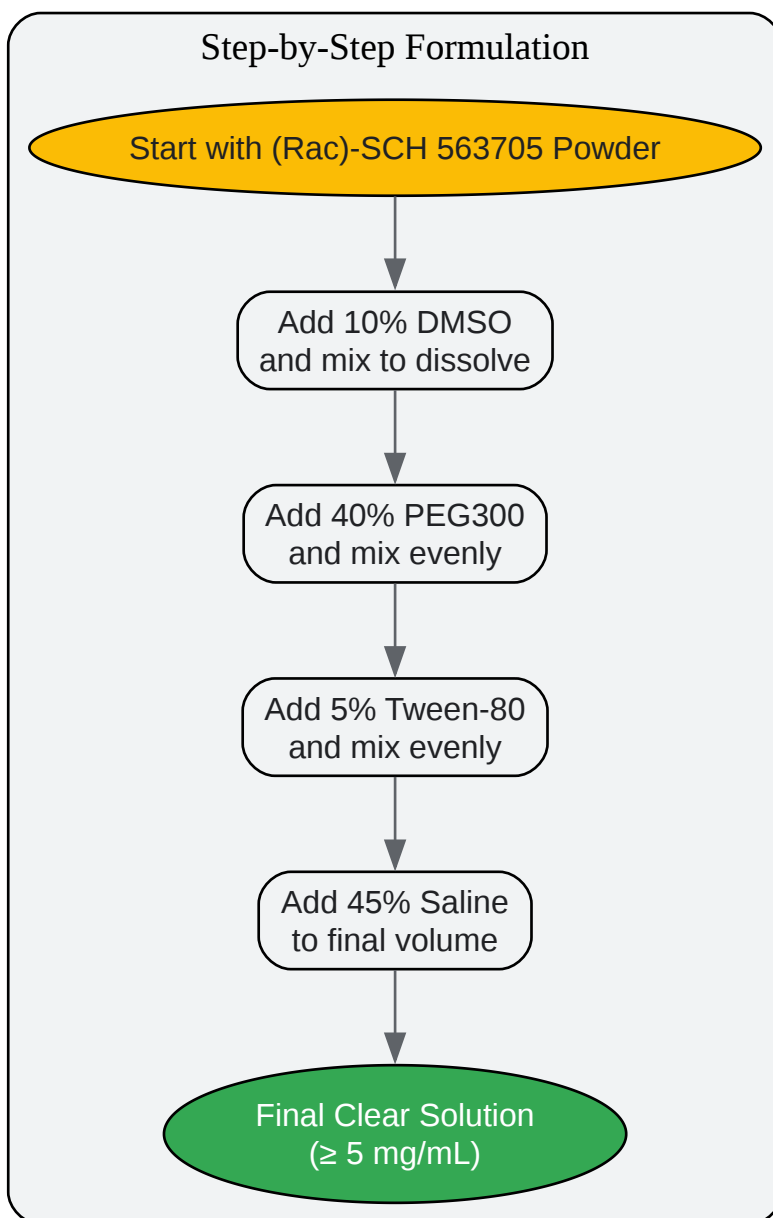 Step-by-Step Formulation
Start with (Rac)-SCH 563705 Powder
Add 10% DMSO
and mix to dissolve
Add 40% PEG300
and mix evenly
Add 5% Tween-80
and mix evenly
Add 45% Saline
to final volume
Final Clear Solution
(≥ 5 mg/mL)